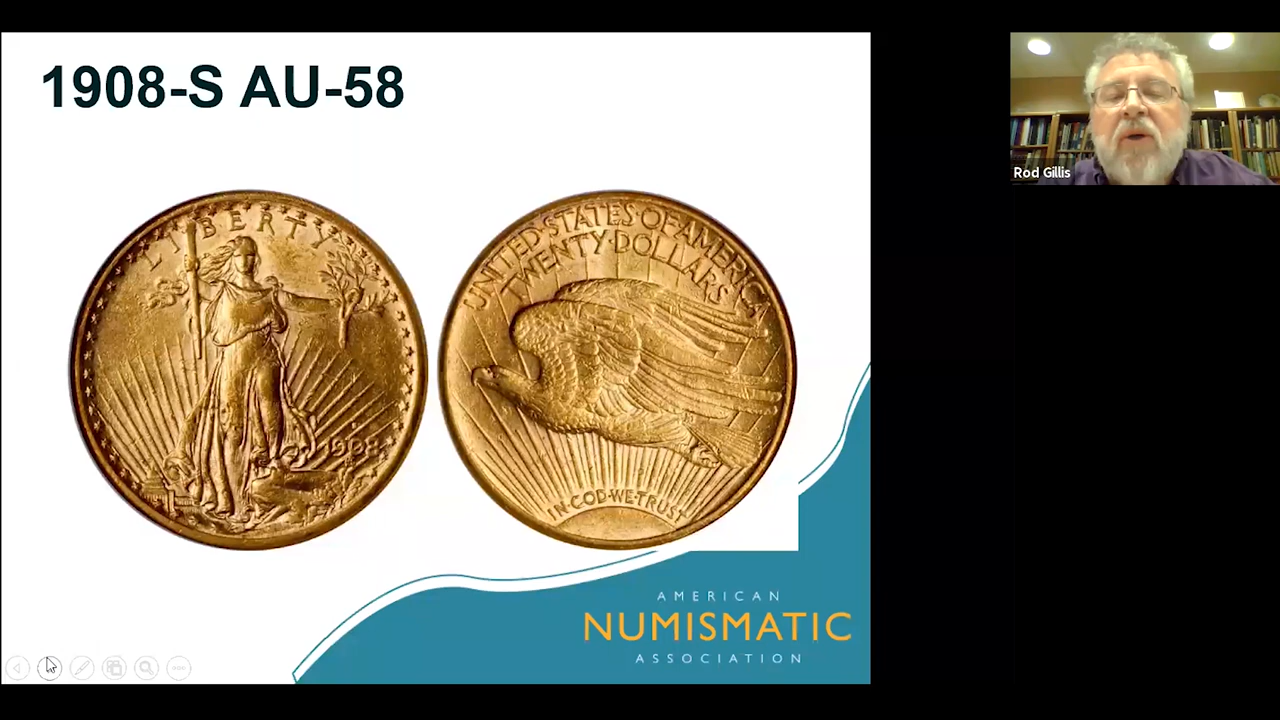 1908-S AU-58
LIBERTY
1908
UNITED·STATES·OF·AMERICA
TWENTY·DOLLARS
IN·GOD·WE·TRUST
AMERICAN
NUMISMATIC
ASSOCIATION
Rod Gillis